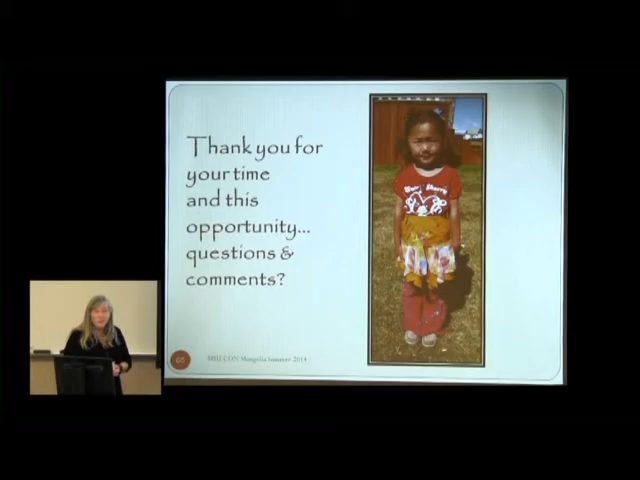 Thank you for
your time
and this
opportunity...
questions &
comments?
65
MSU CON Mongolia Summer 2014